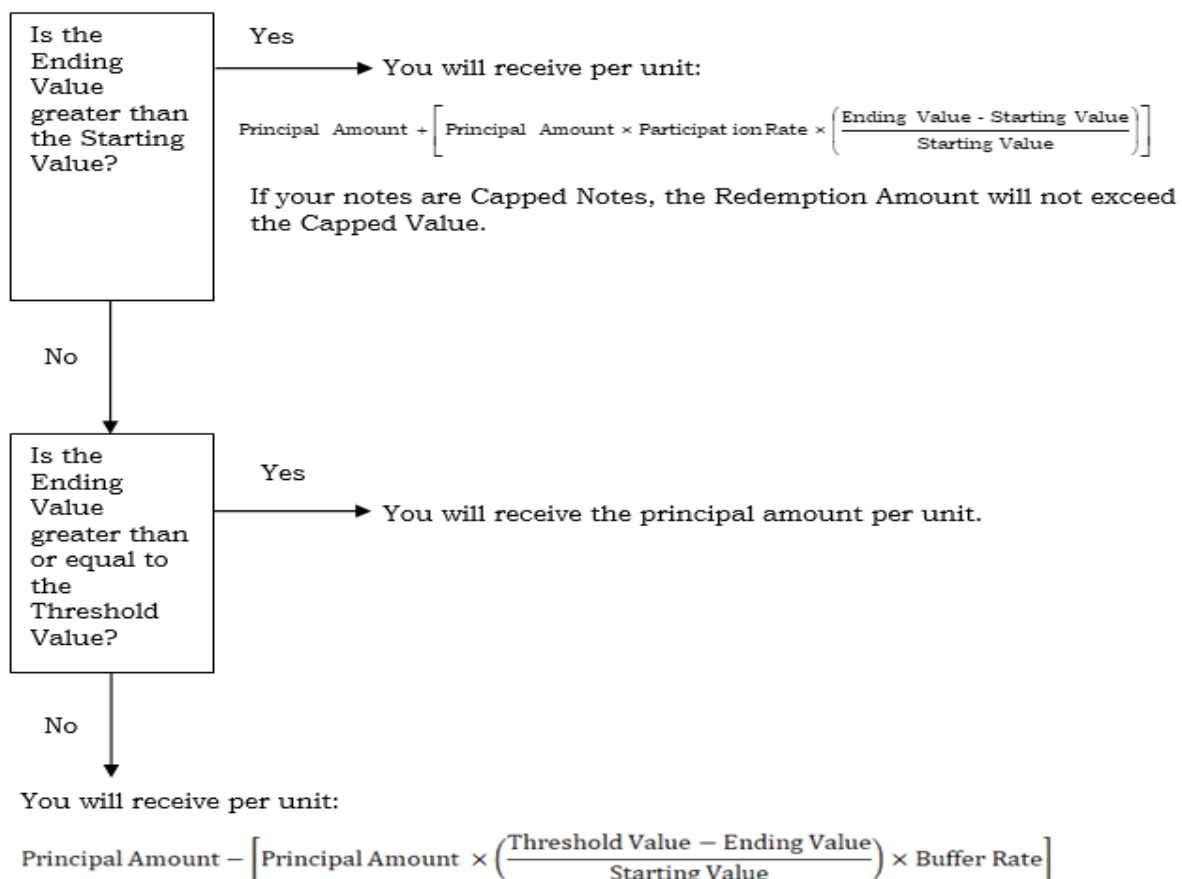 Is the
Ending
Value
greater than
the Starting
Value?
Yes
You will receive per unit:
Principal Amount + [Principal Amount × Participat ion Rate × (Ending Value - Starting Value / Starting Value)]
If your notes are Capped Notes, the Redemption Amount will not exceed
the Capped Value.
No
Is the
Ending
Value
greater than
or equal to
the
Threshold
Value?
Yes
You will receive the principal amount per unit.
No
You will receive per unit:
Principal Amount − [Principal Amount × (Threshold Value − Ending Value / Starting Value) × Buffer Rate]